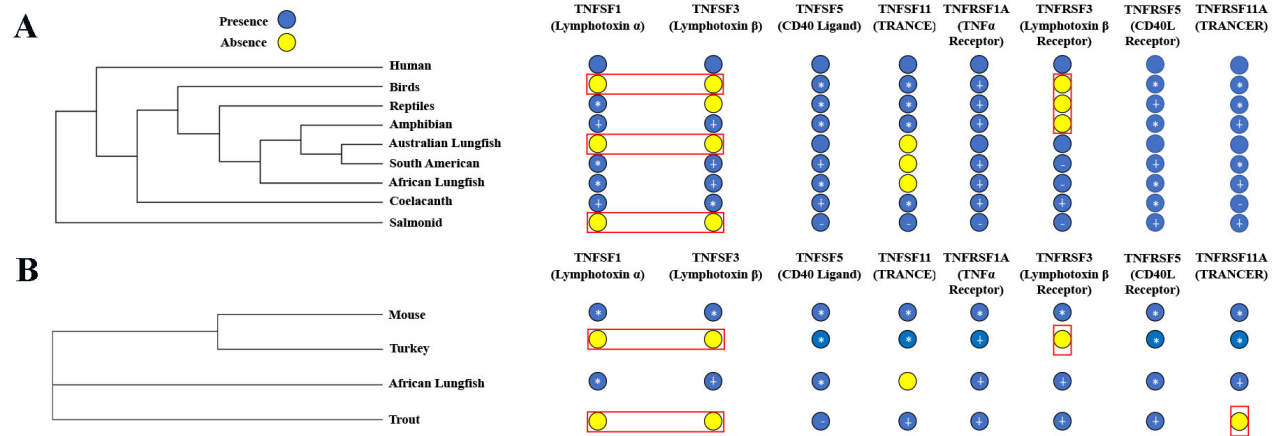 A
Presence
Absence
TNFSF1 TNFSF3 TNFSF5 TNFSF11 TNFRSF1A TNFRSF3 TNFRSF5 TNFRSF11A
(Lymphotoxin α) (Lymphotoxin β) (CD40 Ligand) (TRANCE) (TNFα (Lymphotoxin β (CD40L (TRANCER)
Receptor) Receptor) Receptor)
Human
Birds * * + * *
Reptiles * * * + + *
Amphibian + + * * + * +
Australian Lungfish
South American * + + + - + *
African Lungfish * + * + - * +
Coelacanth + * + * + - * -
Salmonid - - - - + +
B
TNFSF1 TNFSF3 TNFSF5 TNFSF11 TNFRSF1A TNFRSF3 TNFRSF5 TNFRSF11A
(Lymphotoxin α) (Lymphotoxin β) (CD40 Ligand) (TRANCE) (TNFα (Lymphotoxin β (CD40L (TRANCER)
Receptor) Receptor) Receptor)
Mouse * * * * * * * *
Turkey * * + * *
African Lungfish * + * + + * +
Trout - + + + +